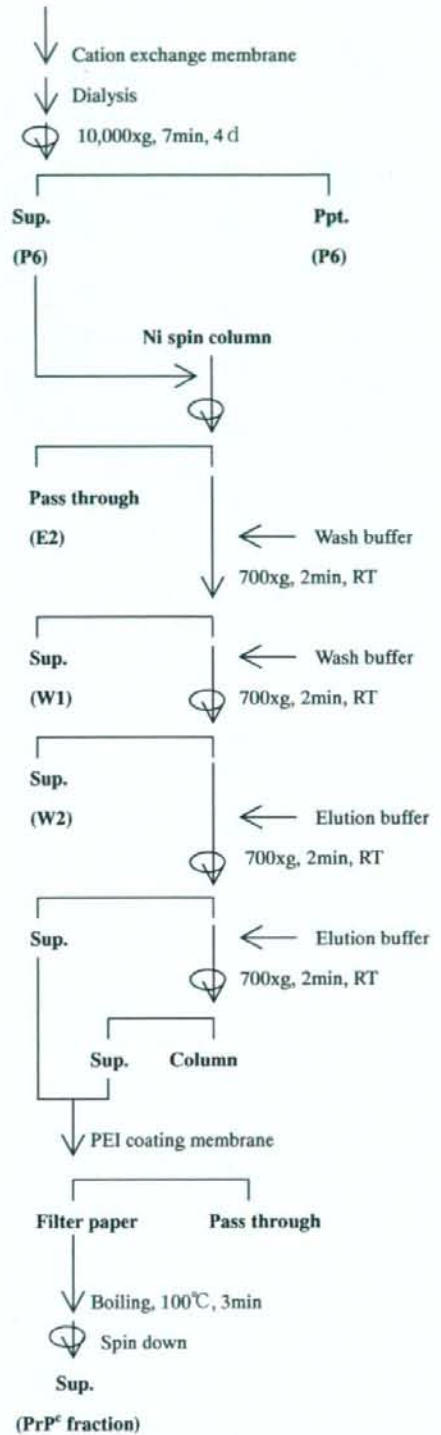 Cation exchange membrane
Dialysis
10,000xg, 7min, 4 d
Sup. Ppt.
(P6) (P6)
Ni spin column
Pass through
(E2) Wash buffer
700xg, 2min, RT
Sup. Wash buffer
(W1) 700xg, 2min, RT
Sup.
(W2) Elution buffer
700xg, 2min, RT
Sup. Elution buffer
700xg, 2min, RT
Sup. Column
PEI coating membrane
Filter paper Pass through
Boiling, 100℃, 3min
Spin down
Sup.
(PrPᶜ fraction)